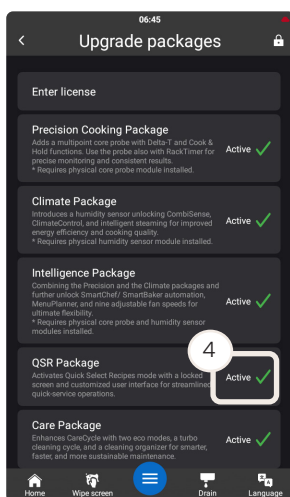 06:45
Upgrade packages
Enter license
Precision Cooking Package
Adds a multipoint core probe with Delta-T and Cook &
Hold functions. Use the probe also with RackTimer for
precise monitoring and consistent results.
* Requires physical core probe module installed.
Active
Climate Package
Introduces a humidity sensor unlocking CombiSense,
ClimateControl, and intelligent steaming for improved
energy efficiency and cooking quality.
* Requires physical humidity sensor module installed.
Active
Intelligence Package
Combining the Precision and the Climate packages and
further unlock SmartChef/ SmartBaker automation,
MenuPlanner, and nine adjustable fan speeds for
ultimate flexibility.
* Requires physical core probe and humidity sensor
modules installed.
Active
4
QSR Package
Activates Quick Select Recipes mode with a locked
screen and customized user interface for streamlined
quick-service operations.
Active
Care Package
Enhances CareCycle with two eco modes, a turbo
cleaning cycle, and a cleaning organizer for smarter,
faster, and more sustainable maintenance.
Active
Home
Wipe screen
Drain
Language